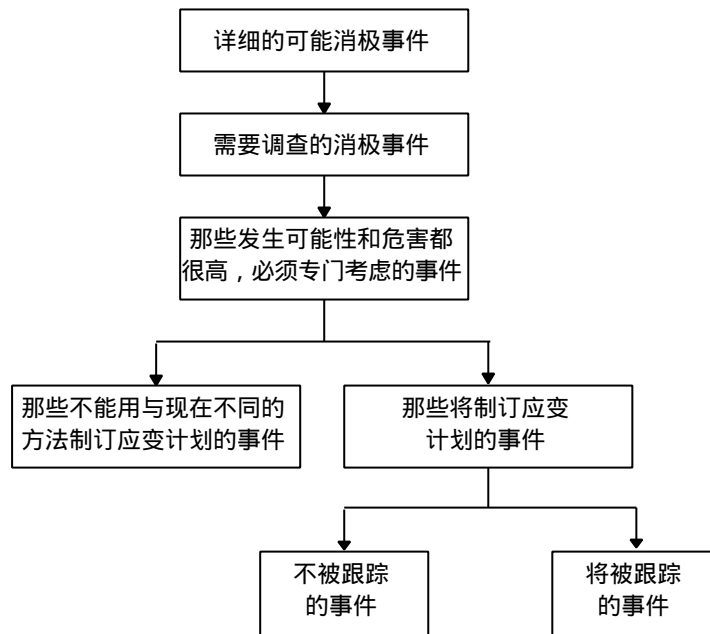 详细的可能消极事件
需要调查的消极事件
那些发生可能性和危害都
很高，必须专门考虑的事件
那些不能用与现在不同的
方法制订应变计划的事件
那些将制订应变
计划的事件
不被跟踪
的事件
将被跟踪
的事件